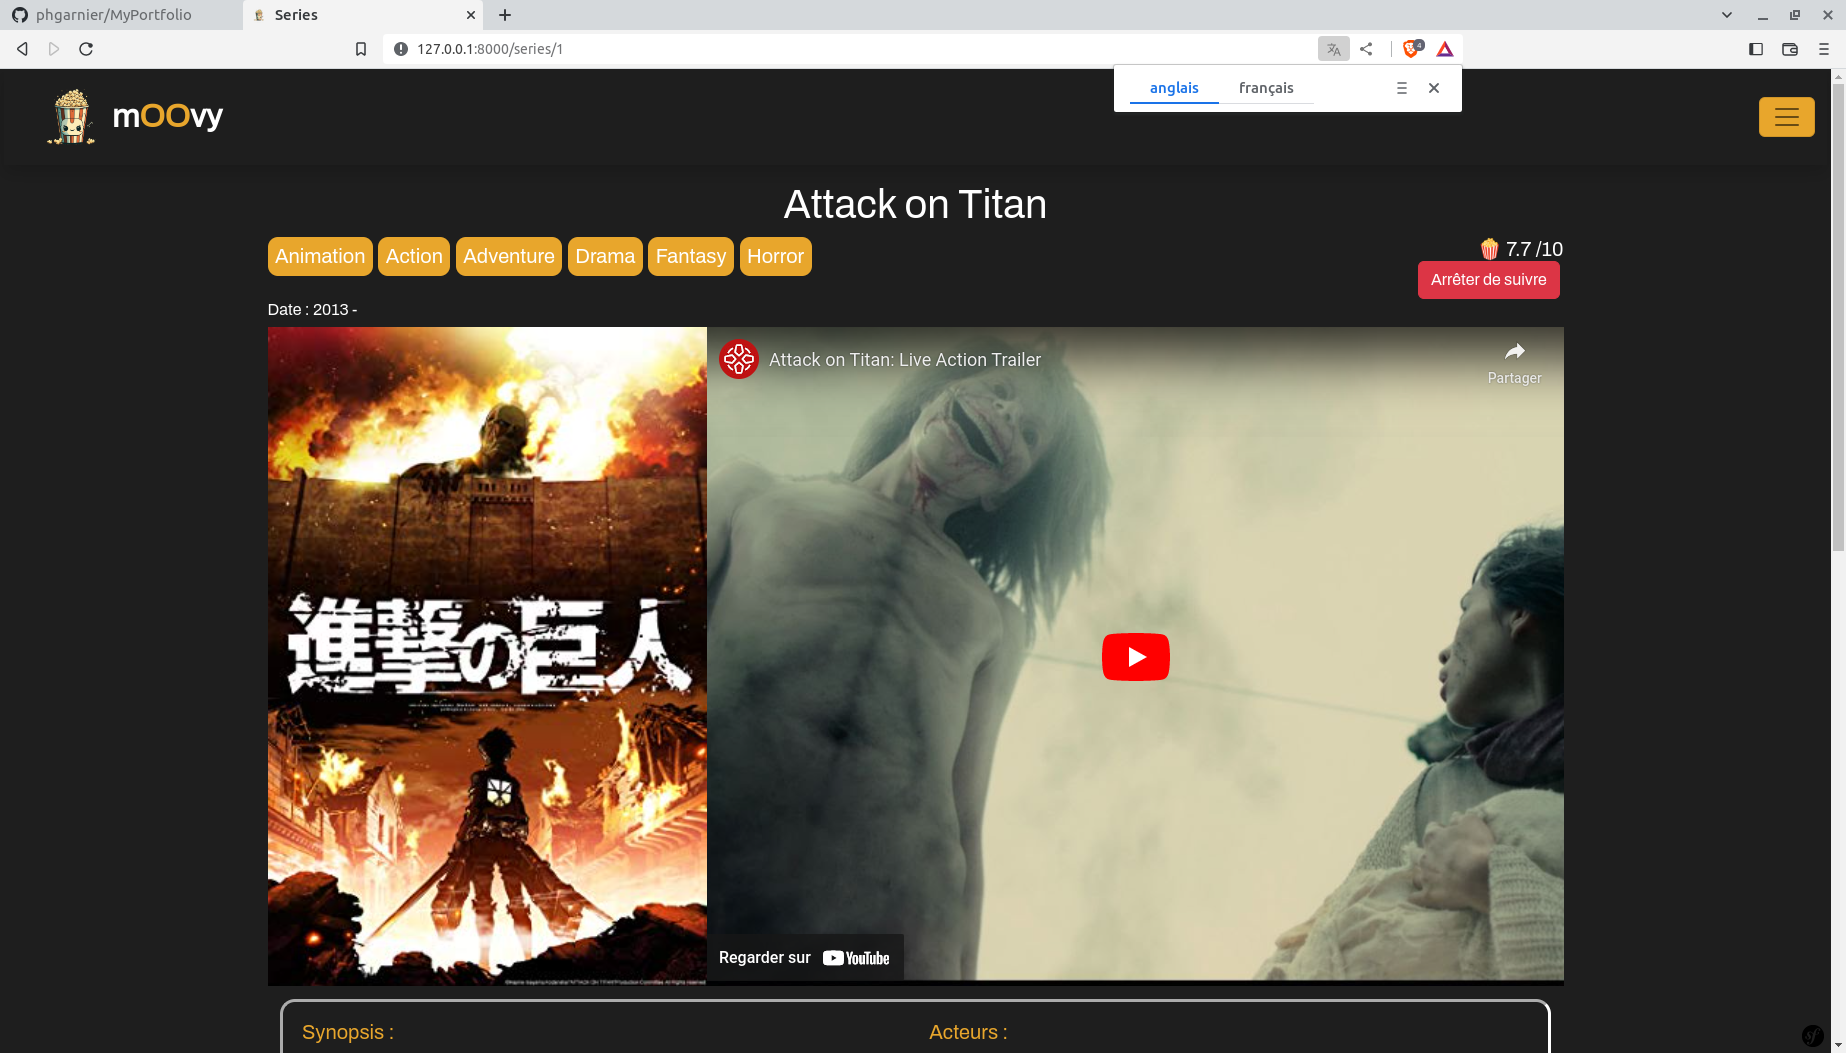 phgarnier/MyPortfolio
Series
127.0.0.1:8000/series/1
4
anglais
français
mOOvy
Attack on Titan
Animation
Action
Adventure
Drama
Fantasy
Horror
7.7 /10
Arrêter de suivre
Date : 2013 -
進撃の巨人
Attack on Titan: Live Action Trailer
Partager
Regarder sur YouTube
Synopsis :
Acteurs :
sf